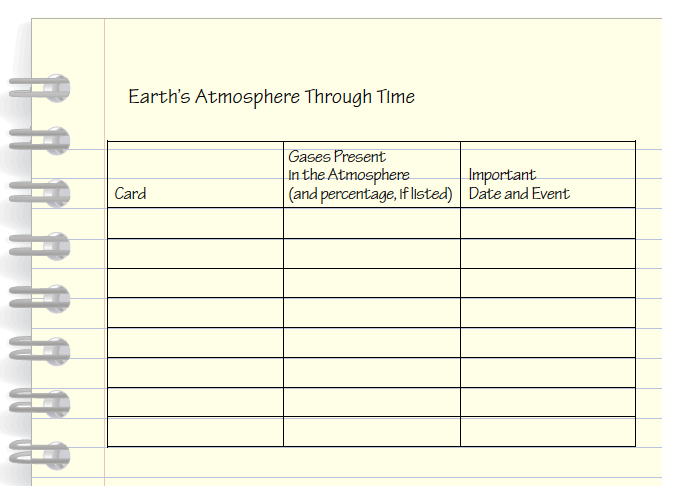 Earth's Atmosphere Through Time
Gases Present
in the Atmosphere
(and percentage, if listed)
Important
Date and Event
Card